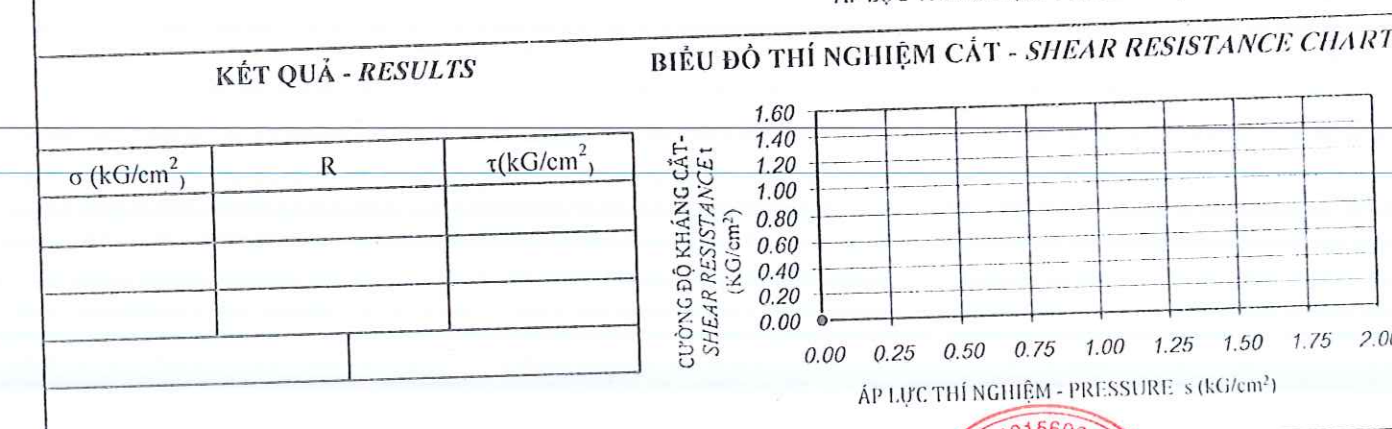 KẾT QUẢ - RESULTS
σ (kG/cm²)
R
τ(kG/cm²)
BIỂU ĐỒ THÍ NGHIỆM CẮT - SHEAR RESISTANCE CHART
CƯỜNG ĐỘ KHÁNG CẮT-
SHEAR RESISTANCE t
(KG/cm²)
1.60
1.40
1.20
1.00
0.80
0.60
0.40
0.20
0.00
0.00 0.25 0.50 0.75 1.00 1.25 1.50 1.75 2.00
ÁP LỰC THÍ NGHIỆM - PRESSURE s (kG/cm²)